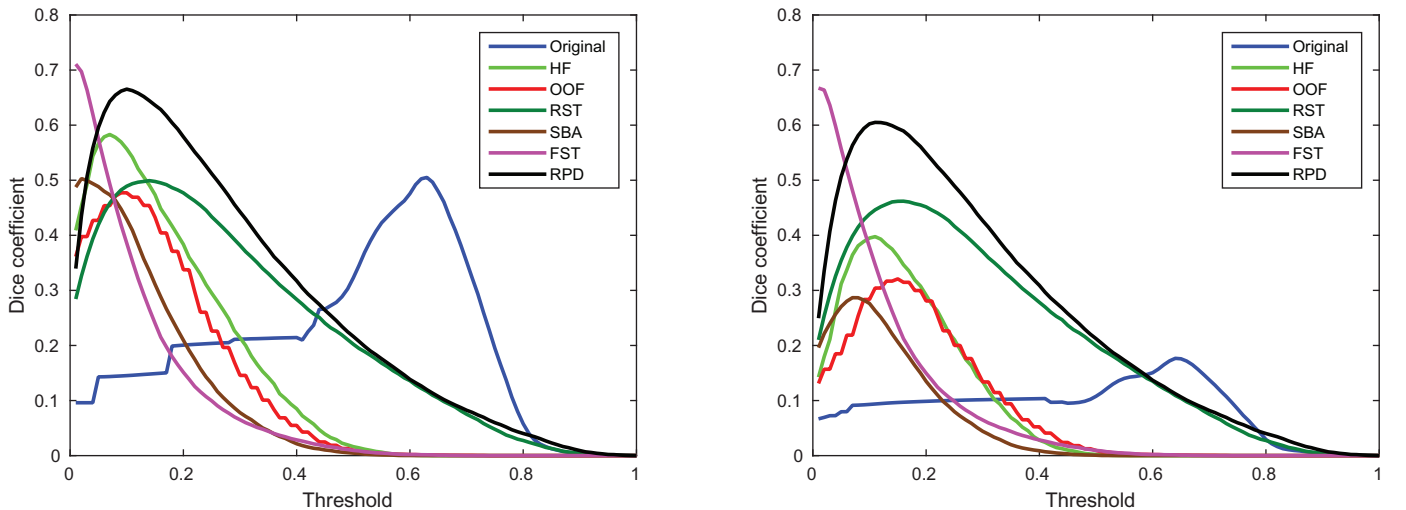 0.8
0.7
0.6
0.5
0.4
0.3
0.2
0.1
0
Dice coefficient
0 0.2 0.4 0.6 0.8 1
Threshold
Original
HF
OOF
RST
SBA
FST
RPD
0.8
0.7
0.6
0.5
0.4
0.3
0.2
0.1
0
Dice coefficient
0 0.2 0.4 0.6 0.8 1
Threshold
Original
HF
OOF
RST
SBA
FST
RPD